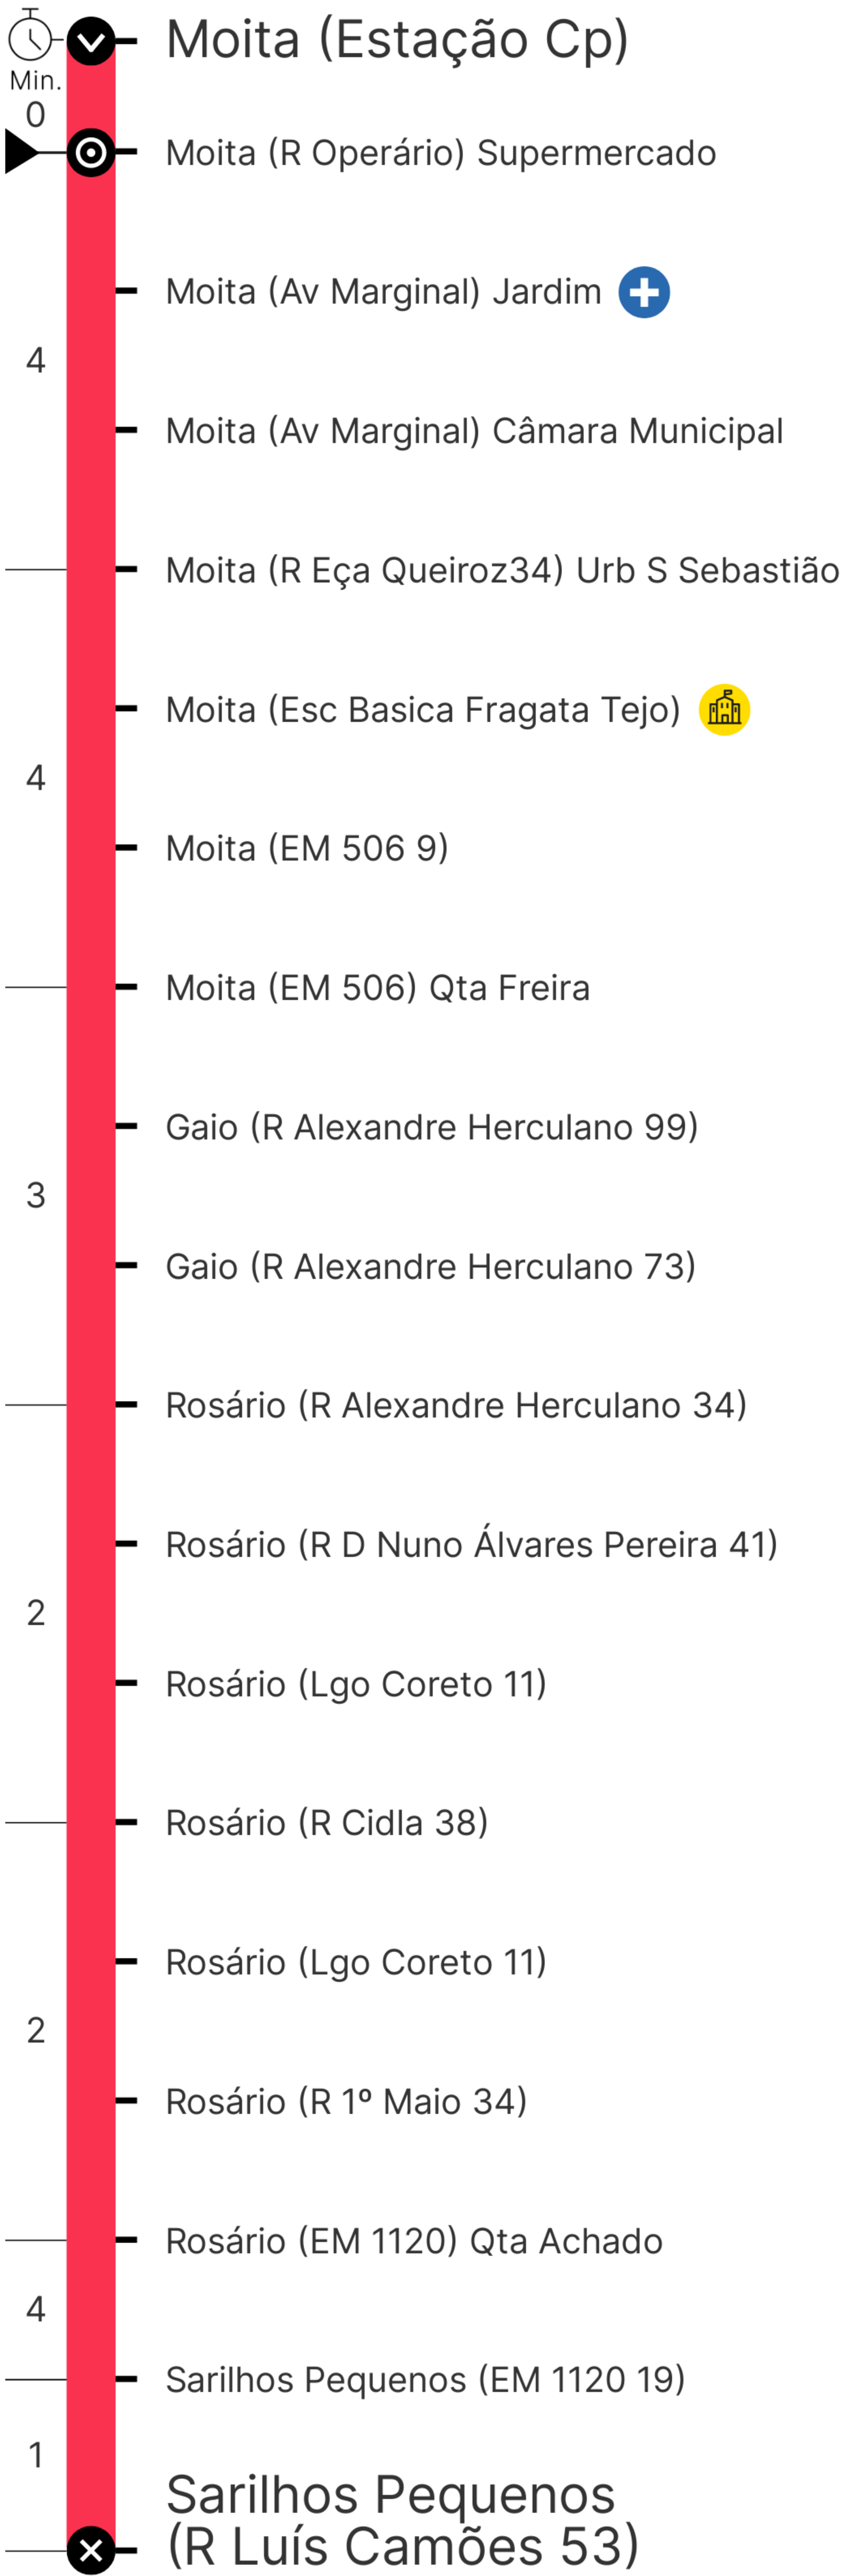 Moita (Estação Cp)
Min.
0
Moita (R Operário) Supermercado
Moita (Av Marginal) Jardim
4
Moita (Av Marginal) Câmara Municipal
Moita (R Eça Queiroz34) Urb S Sebastião
Moita (Esc Basica Fragata Tejo)
4
Moita (EM 506 9)
Moita (EM 506) Qta Freira
Gaio (R Alexandre Herculano 99)
3
Gaio (R Alexandre Herculano 73)
Rosário (R Alexandre Herculano 34)
Rosário (R D Nuno Álvares Pereira 41)
2
Rosário (Lgo Coreto 11)
Rosário (R Cidla 38)
Rosário (Lgo Coreto 11)
2
Rosário (R 1º Maio 34)
Rosário (EM 1120) Qta Achado
4
Sarilhos Pequenos (EM 1120 19)
1
Sarilhos Pequenos
(R Luís Camões 53)